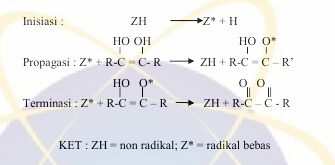 Inisiasi : ZH → Z* + H
HO OH HO O*
Propagasi : Z* + R-C = C- R → ZH + R-C = C – R’
HO O* O O
Terminasi : Z* + R-C = C – R → ZH + R-C – C - R
KET : ZH = non radikal; Z* = radikal bebas